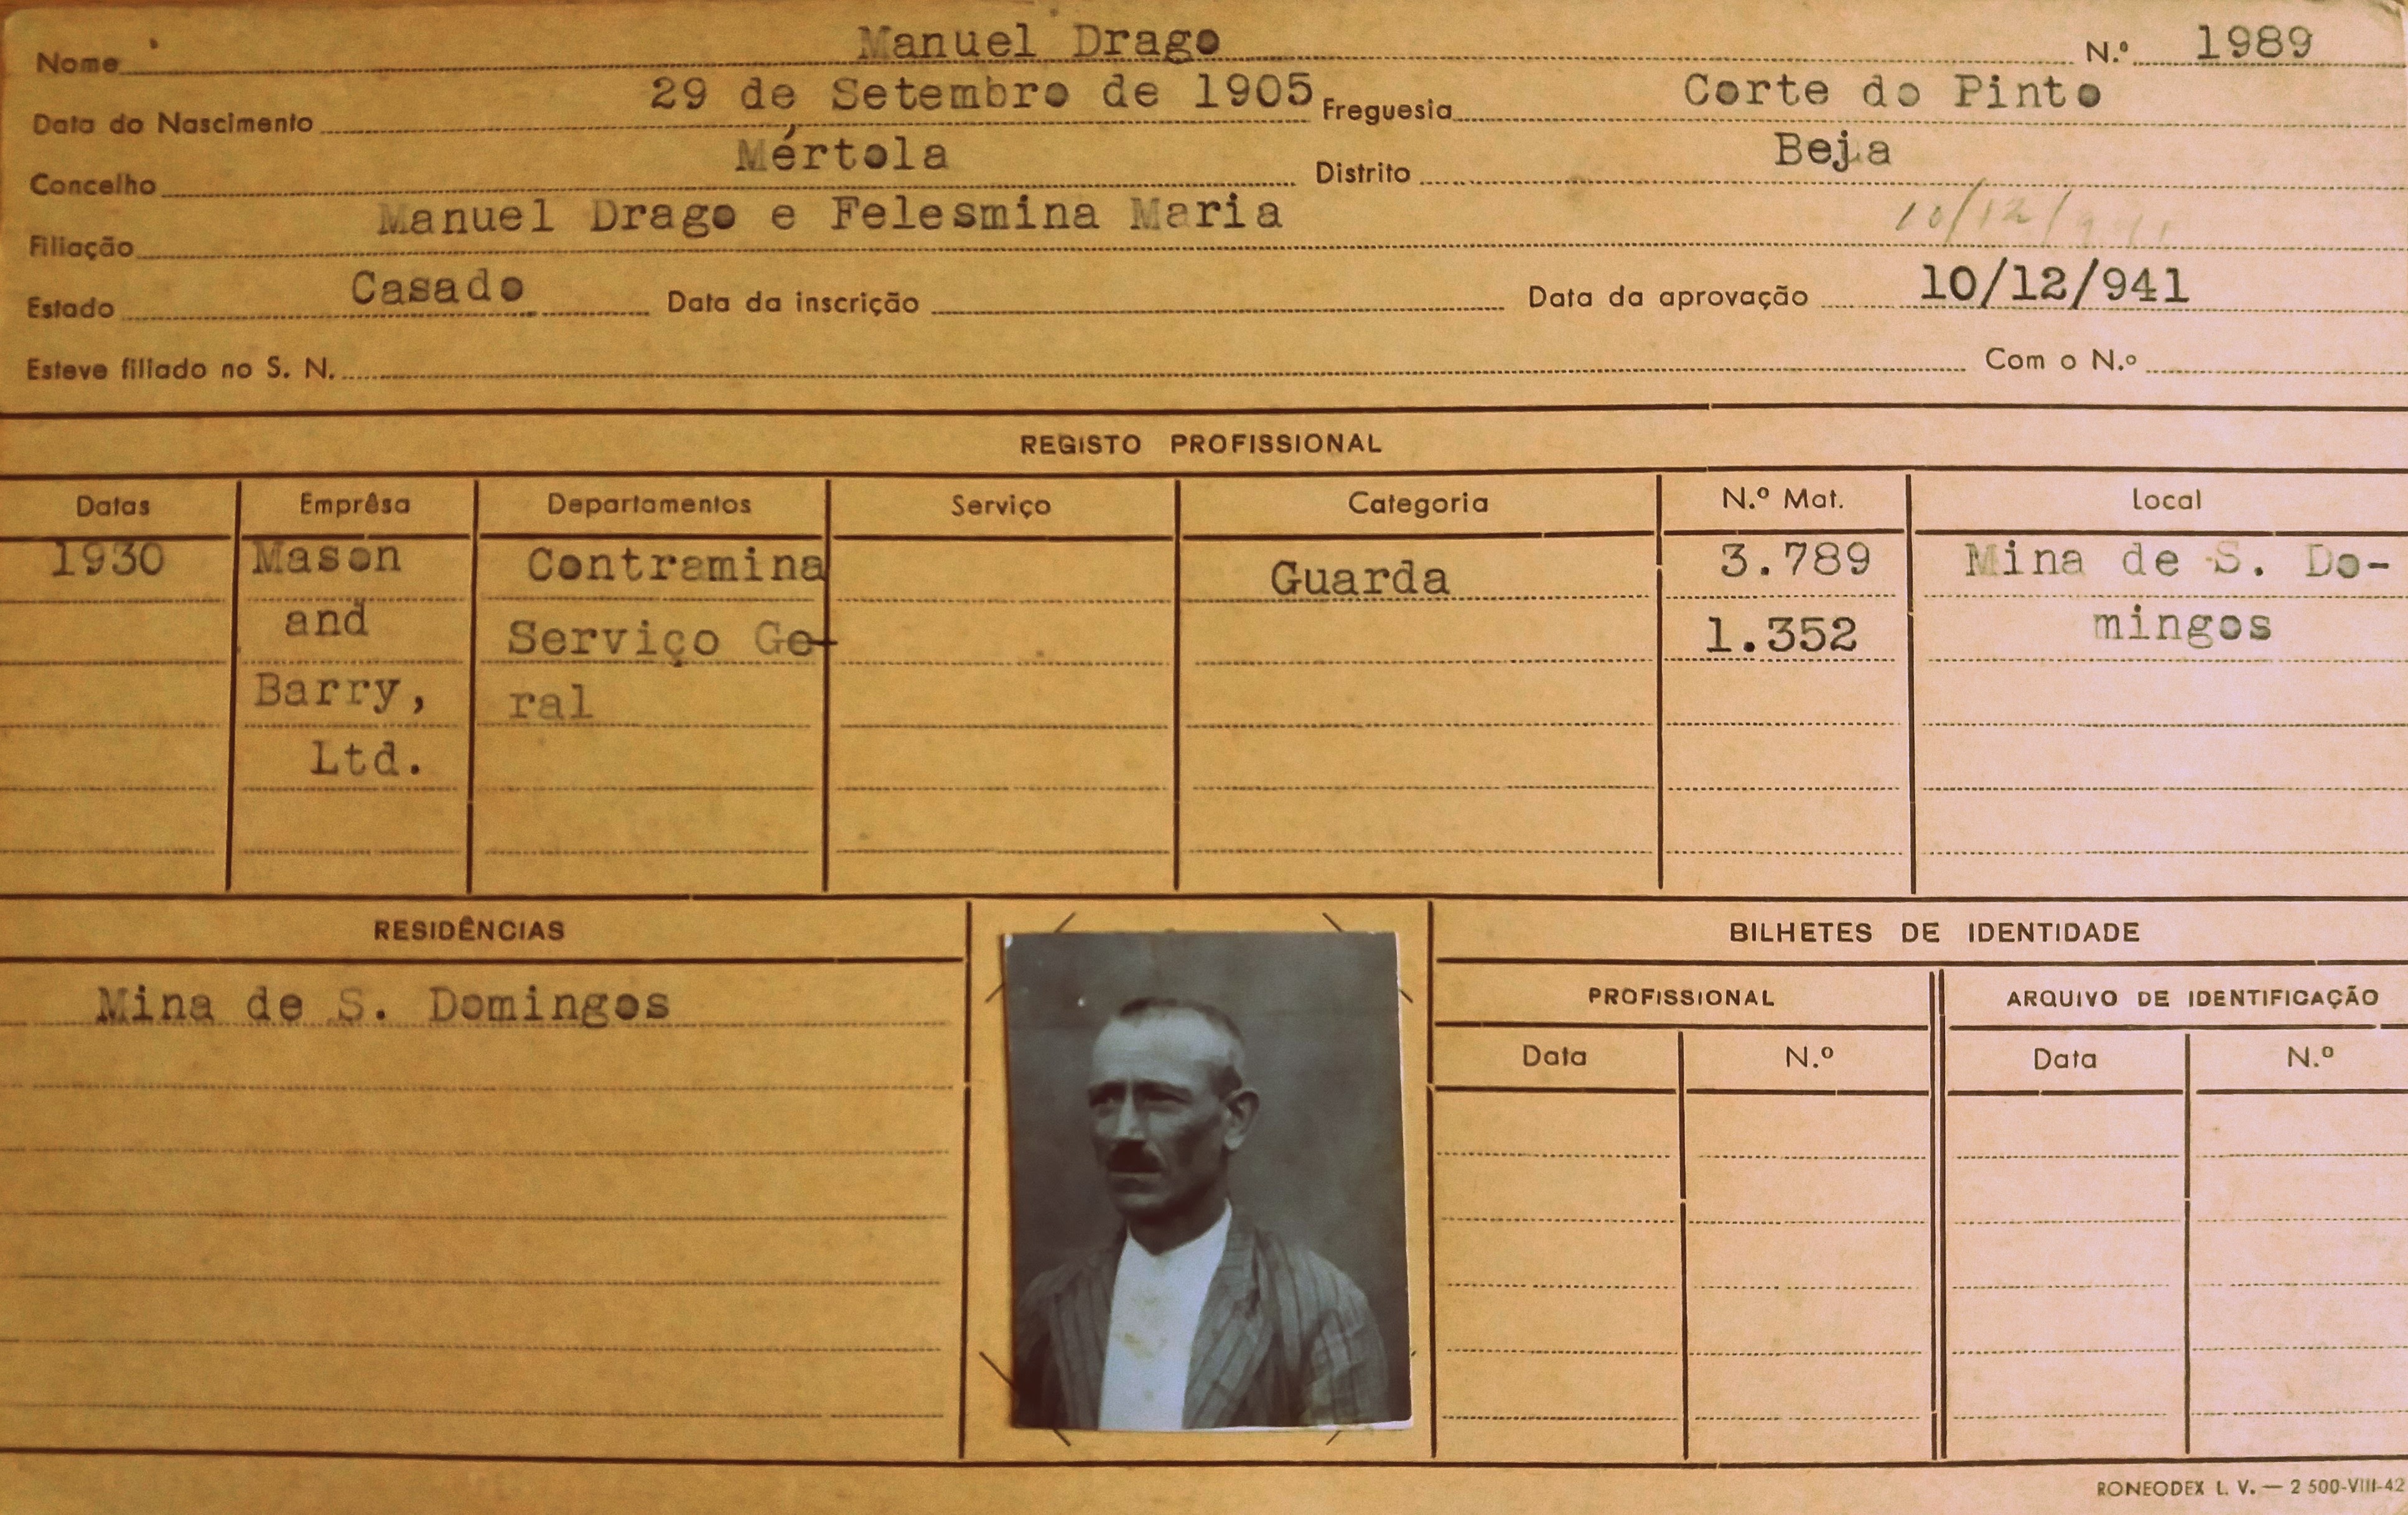 Nome Manuel Drago N.º 1989
Data do Nascimento 29 de Setembro de 1905 Freguesia Corte do Pinto
Concelho Mértola Distrito Beja
10/12/941
Filiação Manuel Drago e Felesmina Maria
Estado Casado Data da inscrição Data da aprovação 10/12/941
Esteve filiado no S. N. Com o N.º
REGISTO PROFISSIONAL
Datas Emprêsa Departamentos Serviço Categoria N.º Mat. Local
1930 Mason Contramina Guarda 3.789 Mina de S. Do-
and Serviço Ge- 1.352 mingos
Barry, ral
Ltd.
RESIDÊNCIAS BILHETES DE IDENTIDADE
Mina de S. Domingos PROFISSIONAL ARQUIVO DE IDENTIFICAÇÃO
Data N.º Data N.º
RONEODEX L. V. — 2 500-VIII-42